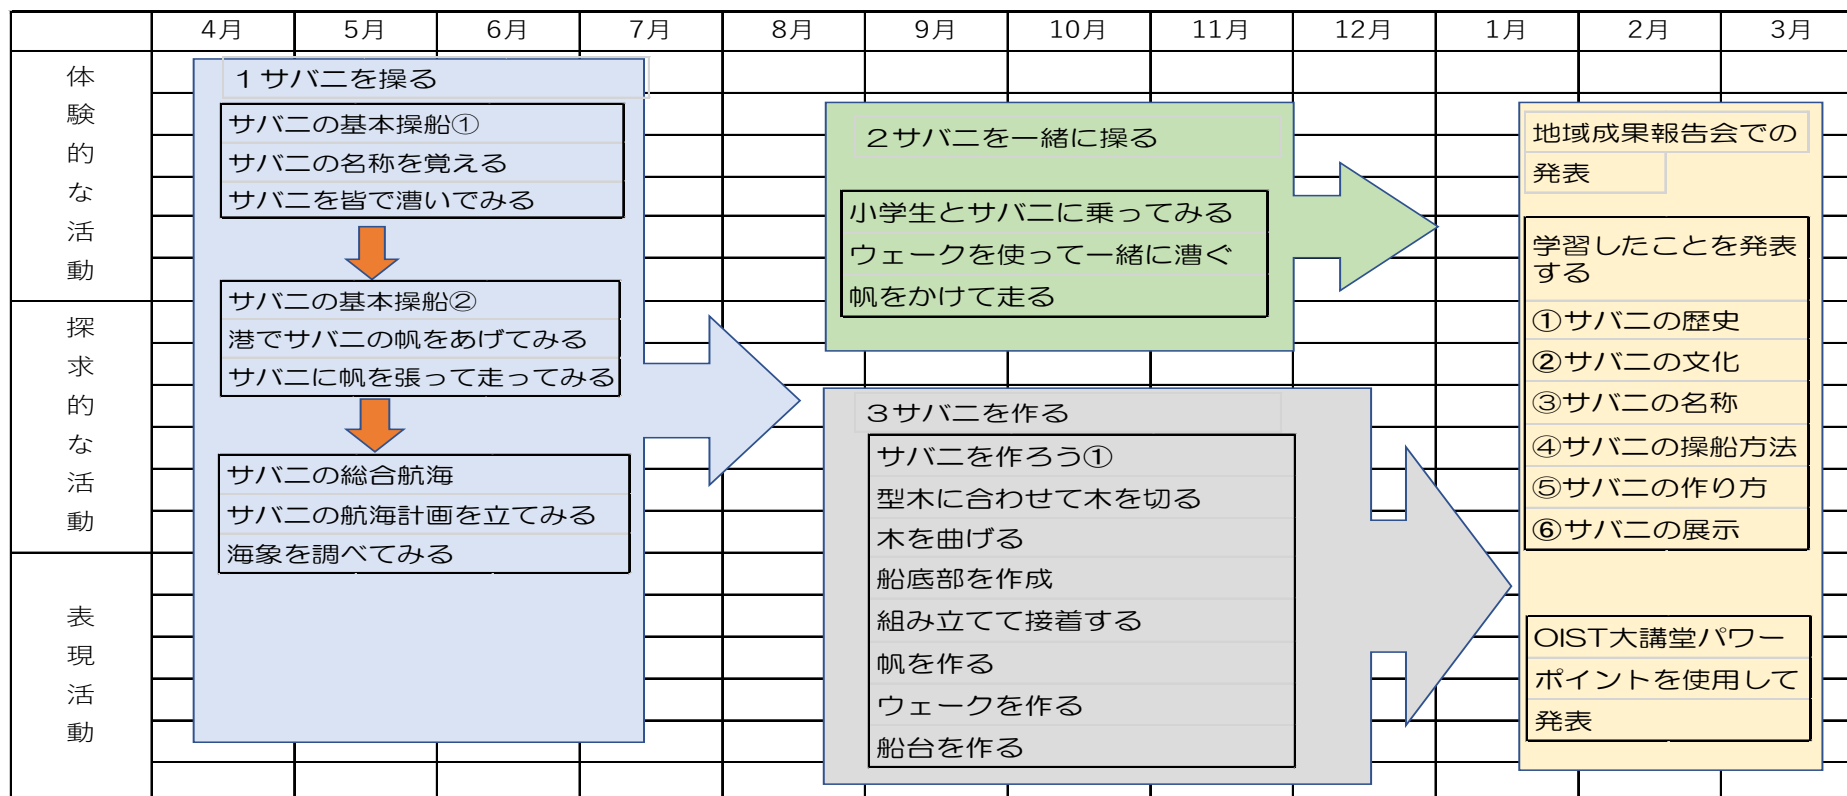 4月 5月 6月 7月 8月 9月 10月 11月 12月 1月 2月 3月
体験的な活動
探求的な活動
表現活動
1サバニを操る
サバニの基本操船①
サバニの名称を覚える
サバニを皆で漕いでみる
サバニの基本操船②
港でサバニの帆をあげてみる
サバニに帆を張って走ってみる
サバニの総合航海
サバニの航海計画を立てみる
海象を調べてみる
2サバニを一緒に操る
小学生とサバニに乗ってみる
ウェークを使って一緒に漕ぐ
帆をかけて走る
3サバニを作る
サバニを作ろう①
型木に合わせて木を切る
木を曲げる
船底部を作成
組み立てて接着する
帆を作る
ウェークを作る
船台を作る
地域成果報告会での
発表
学習したことを発表
する
①サバニの歴史
②サバニの文化
③サバニの名称
④サバニの操船方法
⑤サバニの作り方
⑥サバニの展示
OIST大講堂パワー
ポイントを使用して
発表